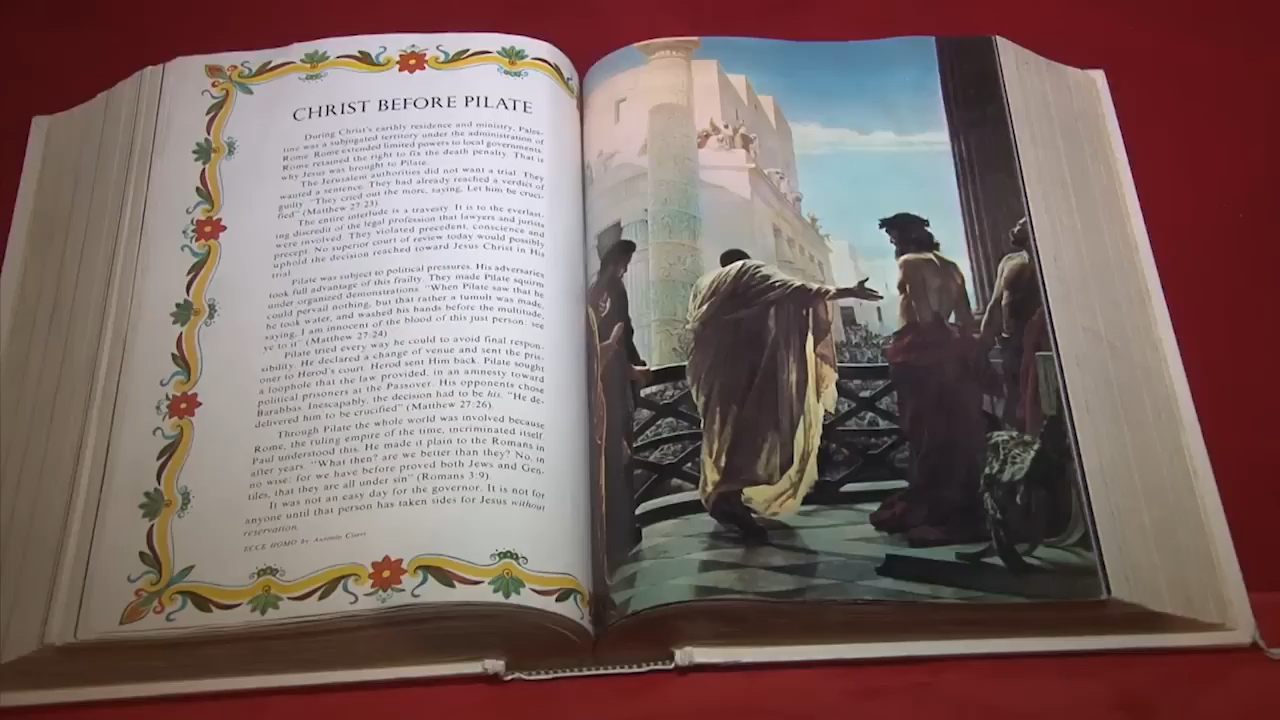 CHRIST BEFORE PILATE
During Christ's earthly residence and ministry, Pales-
tine was a subjugated territory under the administration of
Rome. Rome extended limited powers to local governments.
Rome retained the right to fix the death penalty. That is
why Jesus was brought to Pilate.
The Jerusalem authorities did not want a trial. They
wanted a sentence. They had already reached a verdict of
guilty. "They cried out the more, saying, Let him be cruci-
fied" (Matthew 27:23).
The entire interlude is a travesty. It is to the everlast-
ing discredit of the legal profession that lawyers and jurists
were involved. They violated precedent, conscience and
precept. No superior court of review today would possibly
uphold the decision reached toward Jesus Christ in His
trial
Pilate was subject to political pressures. His adversaries
took full advantage of this frailty. They made Pilate squirm
under organized demonstrations. "When Pilate saw that he
could prevail nothing, but that rather a tumult was made,
he took water, and washed his hands before the multitude,
saying, I am innocent of the blood of this just person: see
ye to it" (Matthew 27:24)
Pilate tried every way he could to avoid final respon-
sibility. He declared a change of venue and sent the pris-
oner to Herod's court. Herod sent Him back. Pilate sought
a loophole that the law provided, in an amnesty toward
political prisoners at the Passover. His opponents chose
Barabbas. Inescapably, the decision had to be his. "He de-
delivered him to be crucified" (Matthew 27:26).
Through Pilate the whole world was involved because
Rome, the ruling empire of the time, incriminated itself.
Paul understood this. He made it plain to the Romans in
after years. "What then? are we better than they? No, in
no wise: for we have before proved both Jews and Gen-
tiles, that they are all under sin" (Romans 3:9).
It was not an easy day for the governor. It is not for
anyone until that person has taken sides for Jesus without
reservation.
ECCE HOMO by Antonio Ciseri